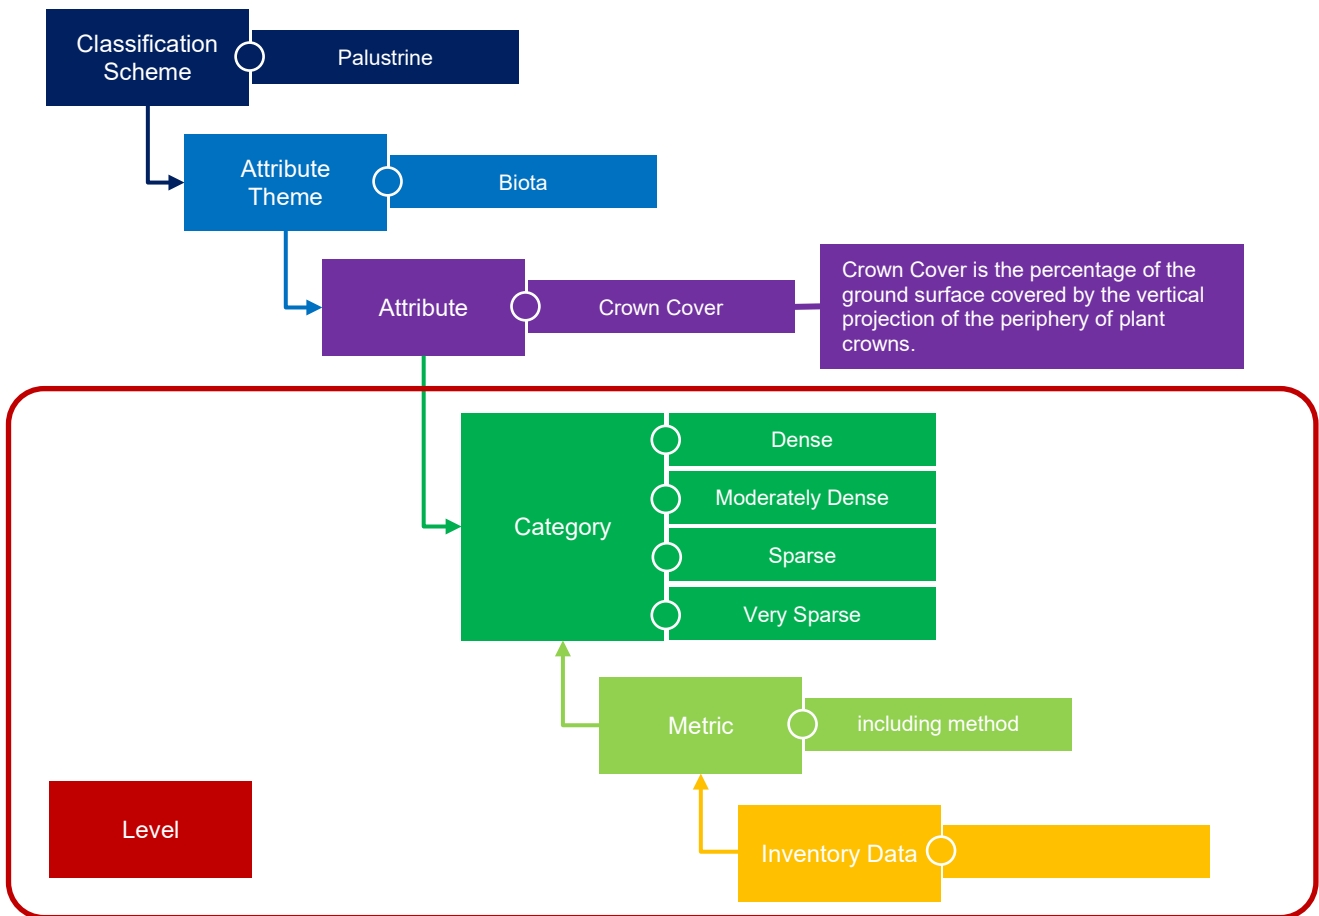 Classification
Scheme
Palustrine
Attribute
Theme
Biota
Attribute
Crown Cover
Crown Cover is the percentage of the
ground surface covered by the vertical
projection of the periphery of plant
crowns.
Category
Dense
Moderately Dense
Sparse
Very Sparse
Metric
including method
Level
Inventory Data